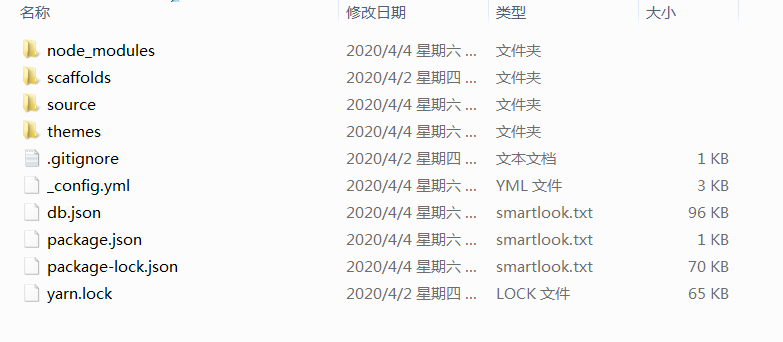 名称 修改日期 类型 大小
node_modules 2020/4/4 星期六 ... 文件夹
scaffolds 2020/4/2 星期四 ... 文件夹
source 2020/4/4 星期六 ... 文件夹
themes 2020/4/4 星期六 ... 文件夹
.gitignore 2020/4/2 星期四 ... 文本文档 1 KB
_config.yml 2020/4/4 星期六 ... YML 文件 3 KB
db.json 2020/4/4 星期六 ... smartlook.txt 96 KB
package.json 2020/4/4 星期六 ... smartlook.txt 1 KB
package-lock.json 2020/4/4 星期六 ... smartlook.txt 70 KB
yarn.lock 2020/4/2 星期四 ... LOCK 文件 65 KB